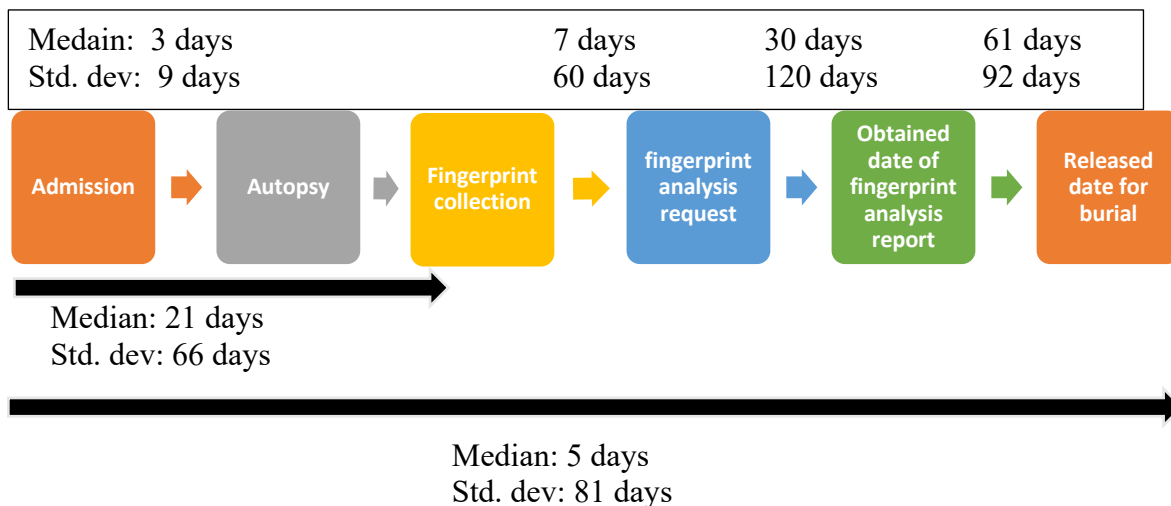 Medain: 3 days 7 days 30 days 61 days
Std. dev: 9 days 60 days 120 days 92 days
Admission
Autopsy
Fingerprint
collection
fingerprint
analysis
request
Obtained
date of
fingerprint
analysis
report
Released
date for
burial
Median: 21 days
Std. dev: 66 days
Median: 5 days
Std. dev: 81 days